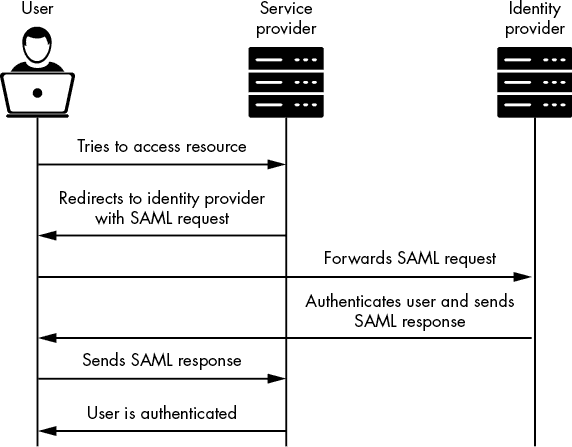 User
Service
provider
Identity
provider
Tries to access resource
Redirects to identity provider
with SAML request
Forwards SAML request
Authenticates user and sends
SAML response
Sends SAML response
User is authenticated